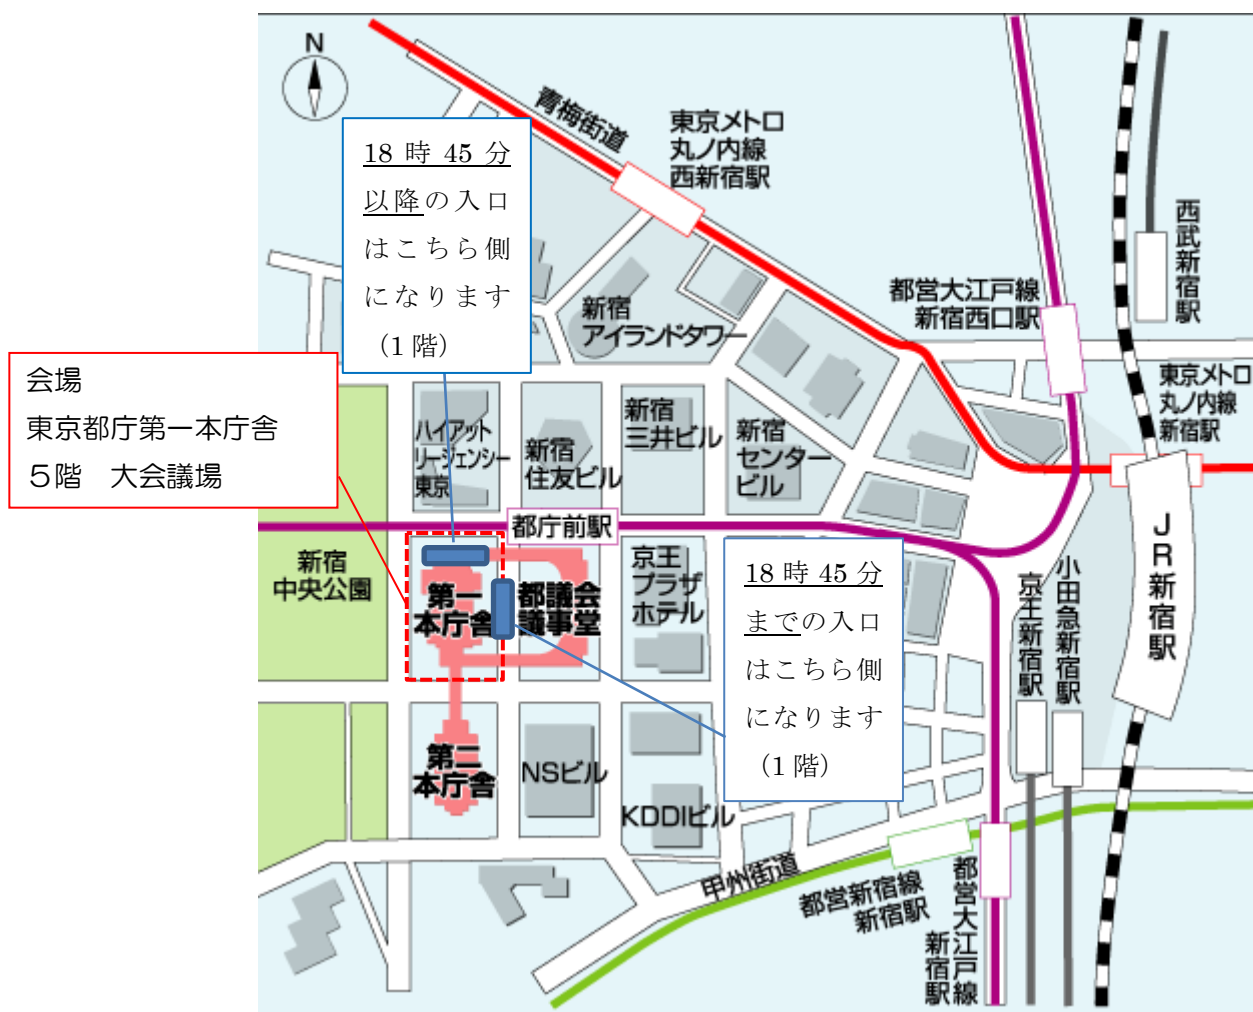 N
青梅街道
東京メトロ
丸ノ内線
西新宿駅
18 時 45 分
以降の入口
はこちら側
になります
（1 階）
西武新宿駅
都営大江戸線
新宿西口駅
新宿
アイランドタワー
会場
東京都庁第一本庁舎
５階　大会議場
東京メトロ
丸ノ内線
新宿駅
ハイアット
リージェンシー
東京
新宿
住友ビル
新宿
三井ビル
新宿
センター
ビル
都庁前駅
JR新宿駅
新宿
中央公園
第一
本庁舎
都議会
議事堂
京王
プラザ
ホテル
18 時 45 分
までの入口
はこちら側
になります
（1 階）
京王新宿駅
小田急新宿駅
第二
本庁舎
NSビル
KDDIビル
甲州街道
都営新宿線
新宿駅
都営大江戸線
新宿駅